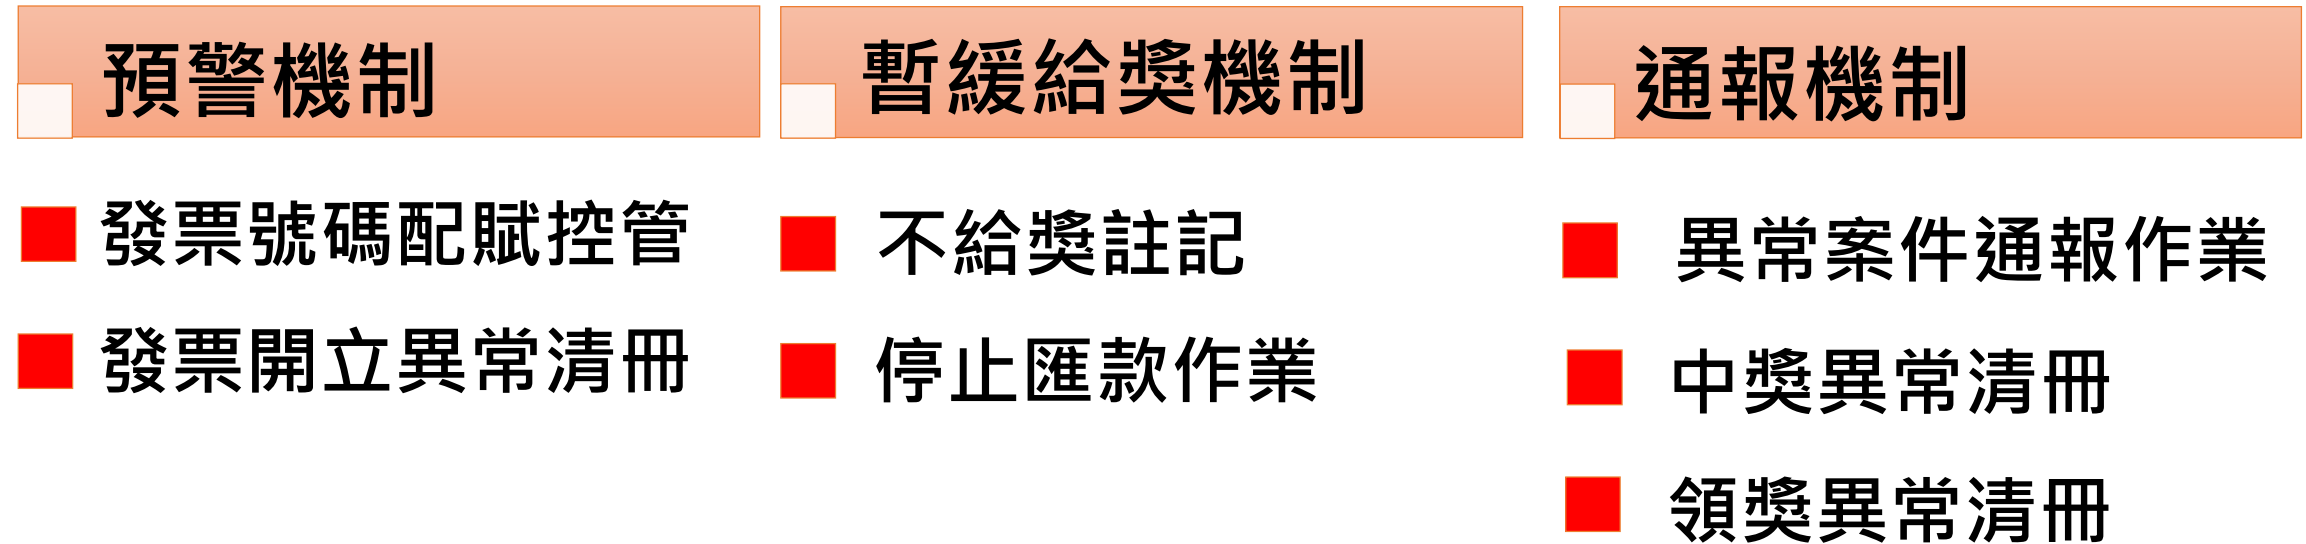 預警機制
發票號碼配賦控管
發票開立異常清冊
暫緩給獎機制
不給獎註記
停止匯款作業
通報機制
異常案件通報作業
中獎異常清冊
領獎異常清冊